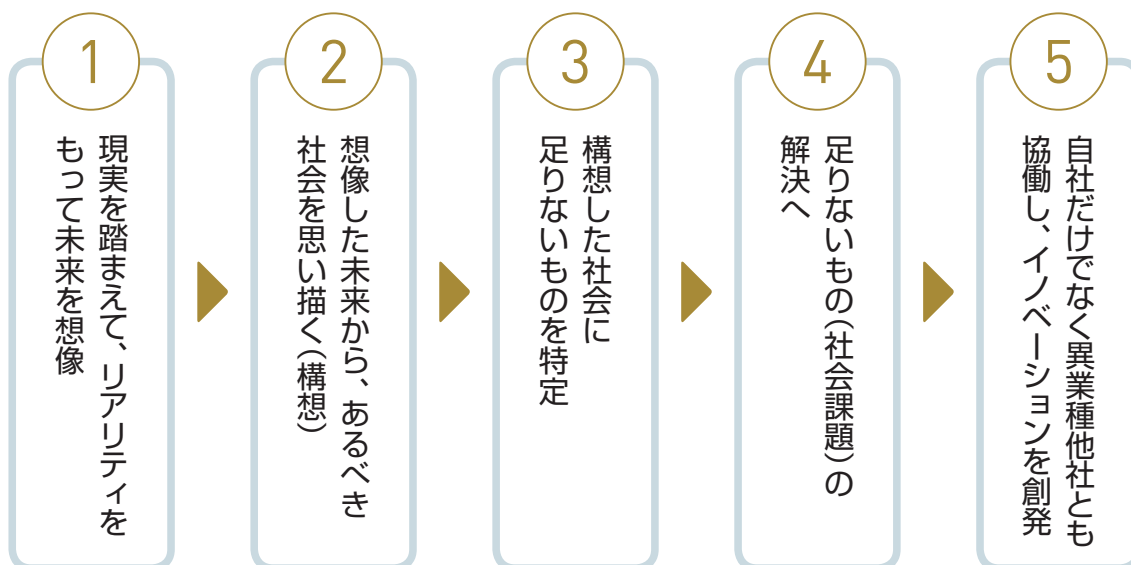 1
現実を踏まえて、リアリティを
もって未来を想像
2
想像した未来から、あるべき
社会を思い描く(構想)
3
構想した社会に
足りないものを特定
4
足りないもの(社会課題)の
解決へ
5
自社だけでなく異業種他社とも
協働し、イノベーションを創発